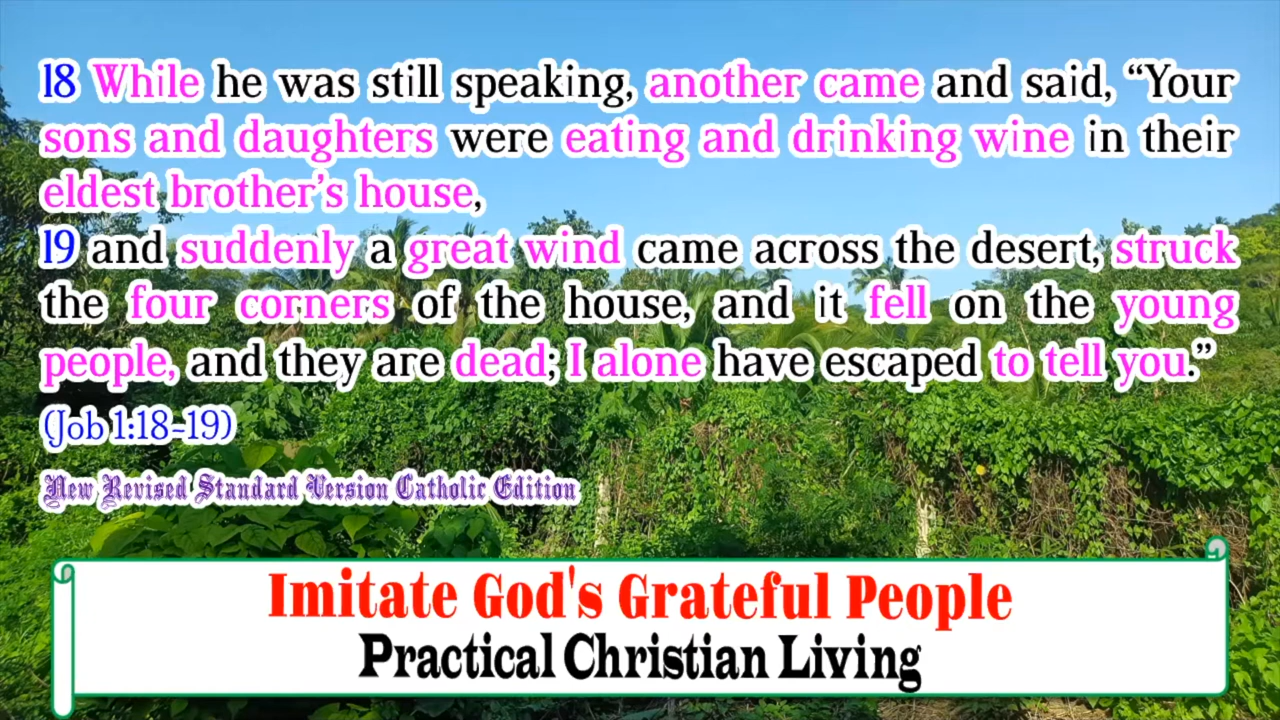 18 While he was still speaking, another came and said, “Your
sons and daughters were eating and drinking wine in their
eldest brother’s house,
19 and suddenly a great wind came across the desert, struck
the four corners of the house, and it fell on the young
people, and they are dead; I alone have escaped to tell you.”
(Job 1:18-19)
New Revised Standard Version Catholic Edition
Imitate God's Grateful People
Practical Christian Living